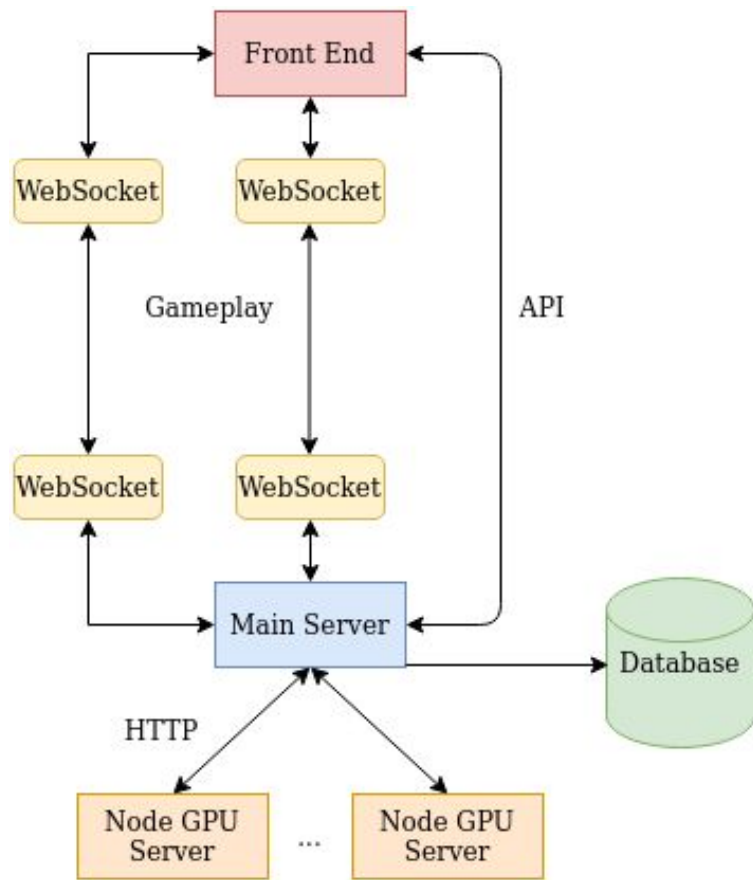 Front End
WebSocket
WebSocket
Gameplay
API
WebSocket
WebSocket
Main Server
Database
HTTP
Node GPU
Server
...
Node GPU
Server